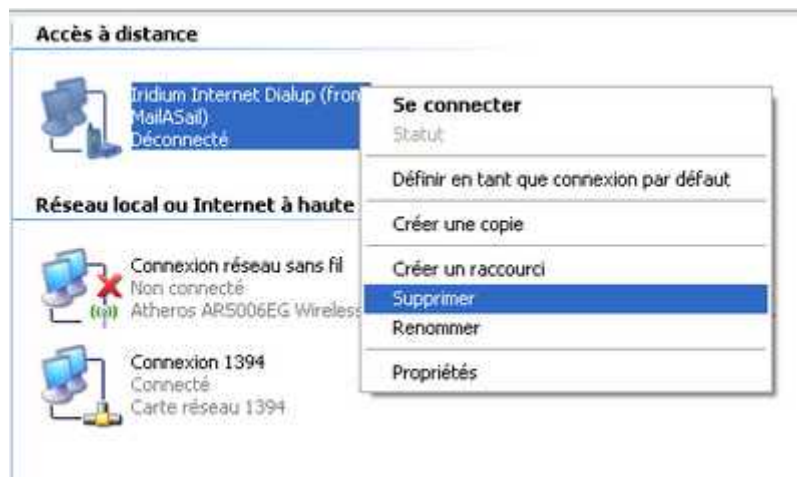 Accès à distance
Iridium Internet Dialup (from
MailASail)
Déconnecté
Se connecter
Statut
Définir en tant que connexion par défaut
Créer une copie
Créer un raccourci
Supprimer
Renommer
Propriétés
Réseau local ou Internet à haute
Connexion réseau sans fil
Non connecté
Atheros AR5006EG Wireless
Connexion 1394
Connecté
Carte réseau 1394